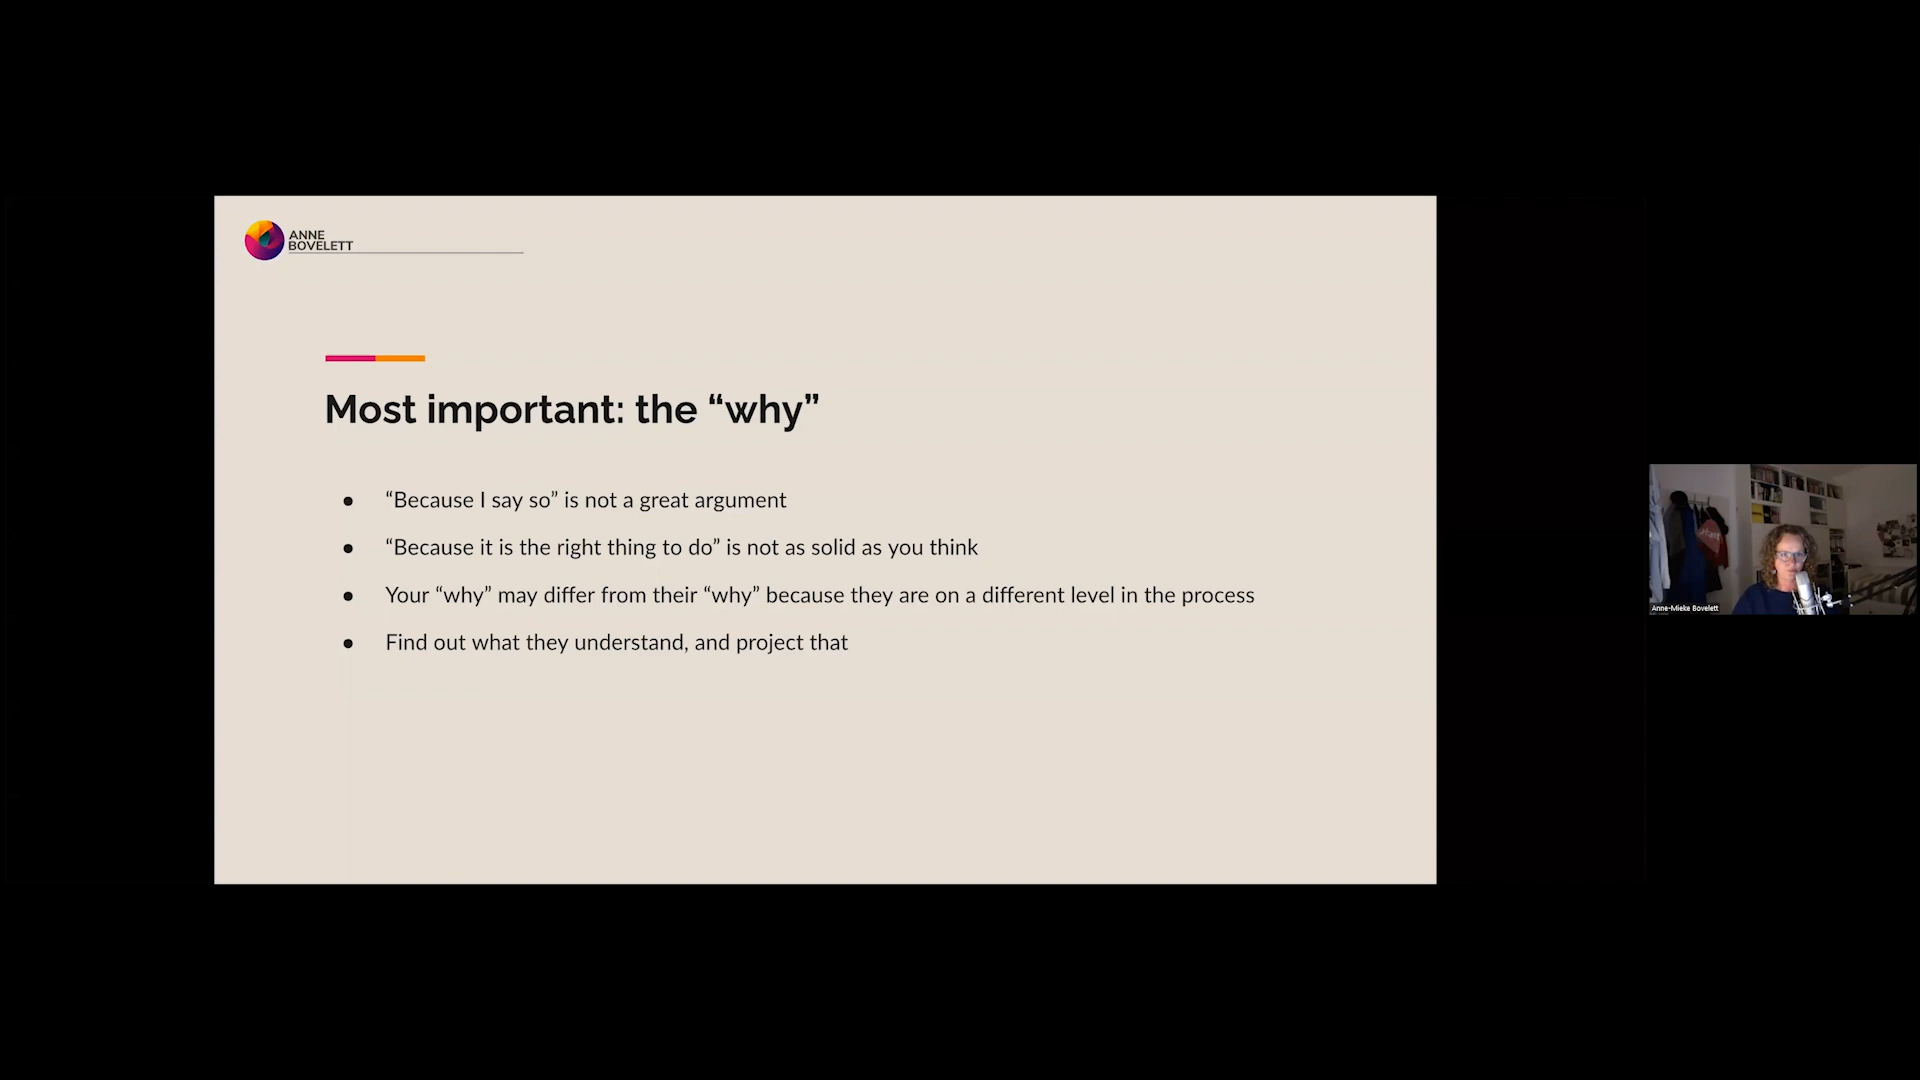 ANNE
BOVELETT
Most important: the “why”
● “Because I say so” is not a great argument
● “Because it is the right thing to do” is not as solid as you think
● Your “why” may differ from their “why” because they are on a different level in the process
● Find out what they understand, and project that
Anne-Mieke Bovelett